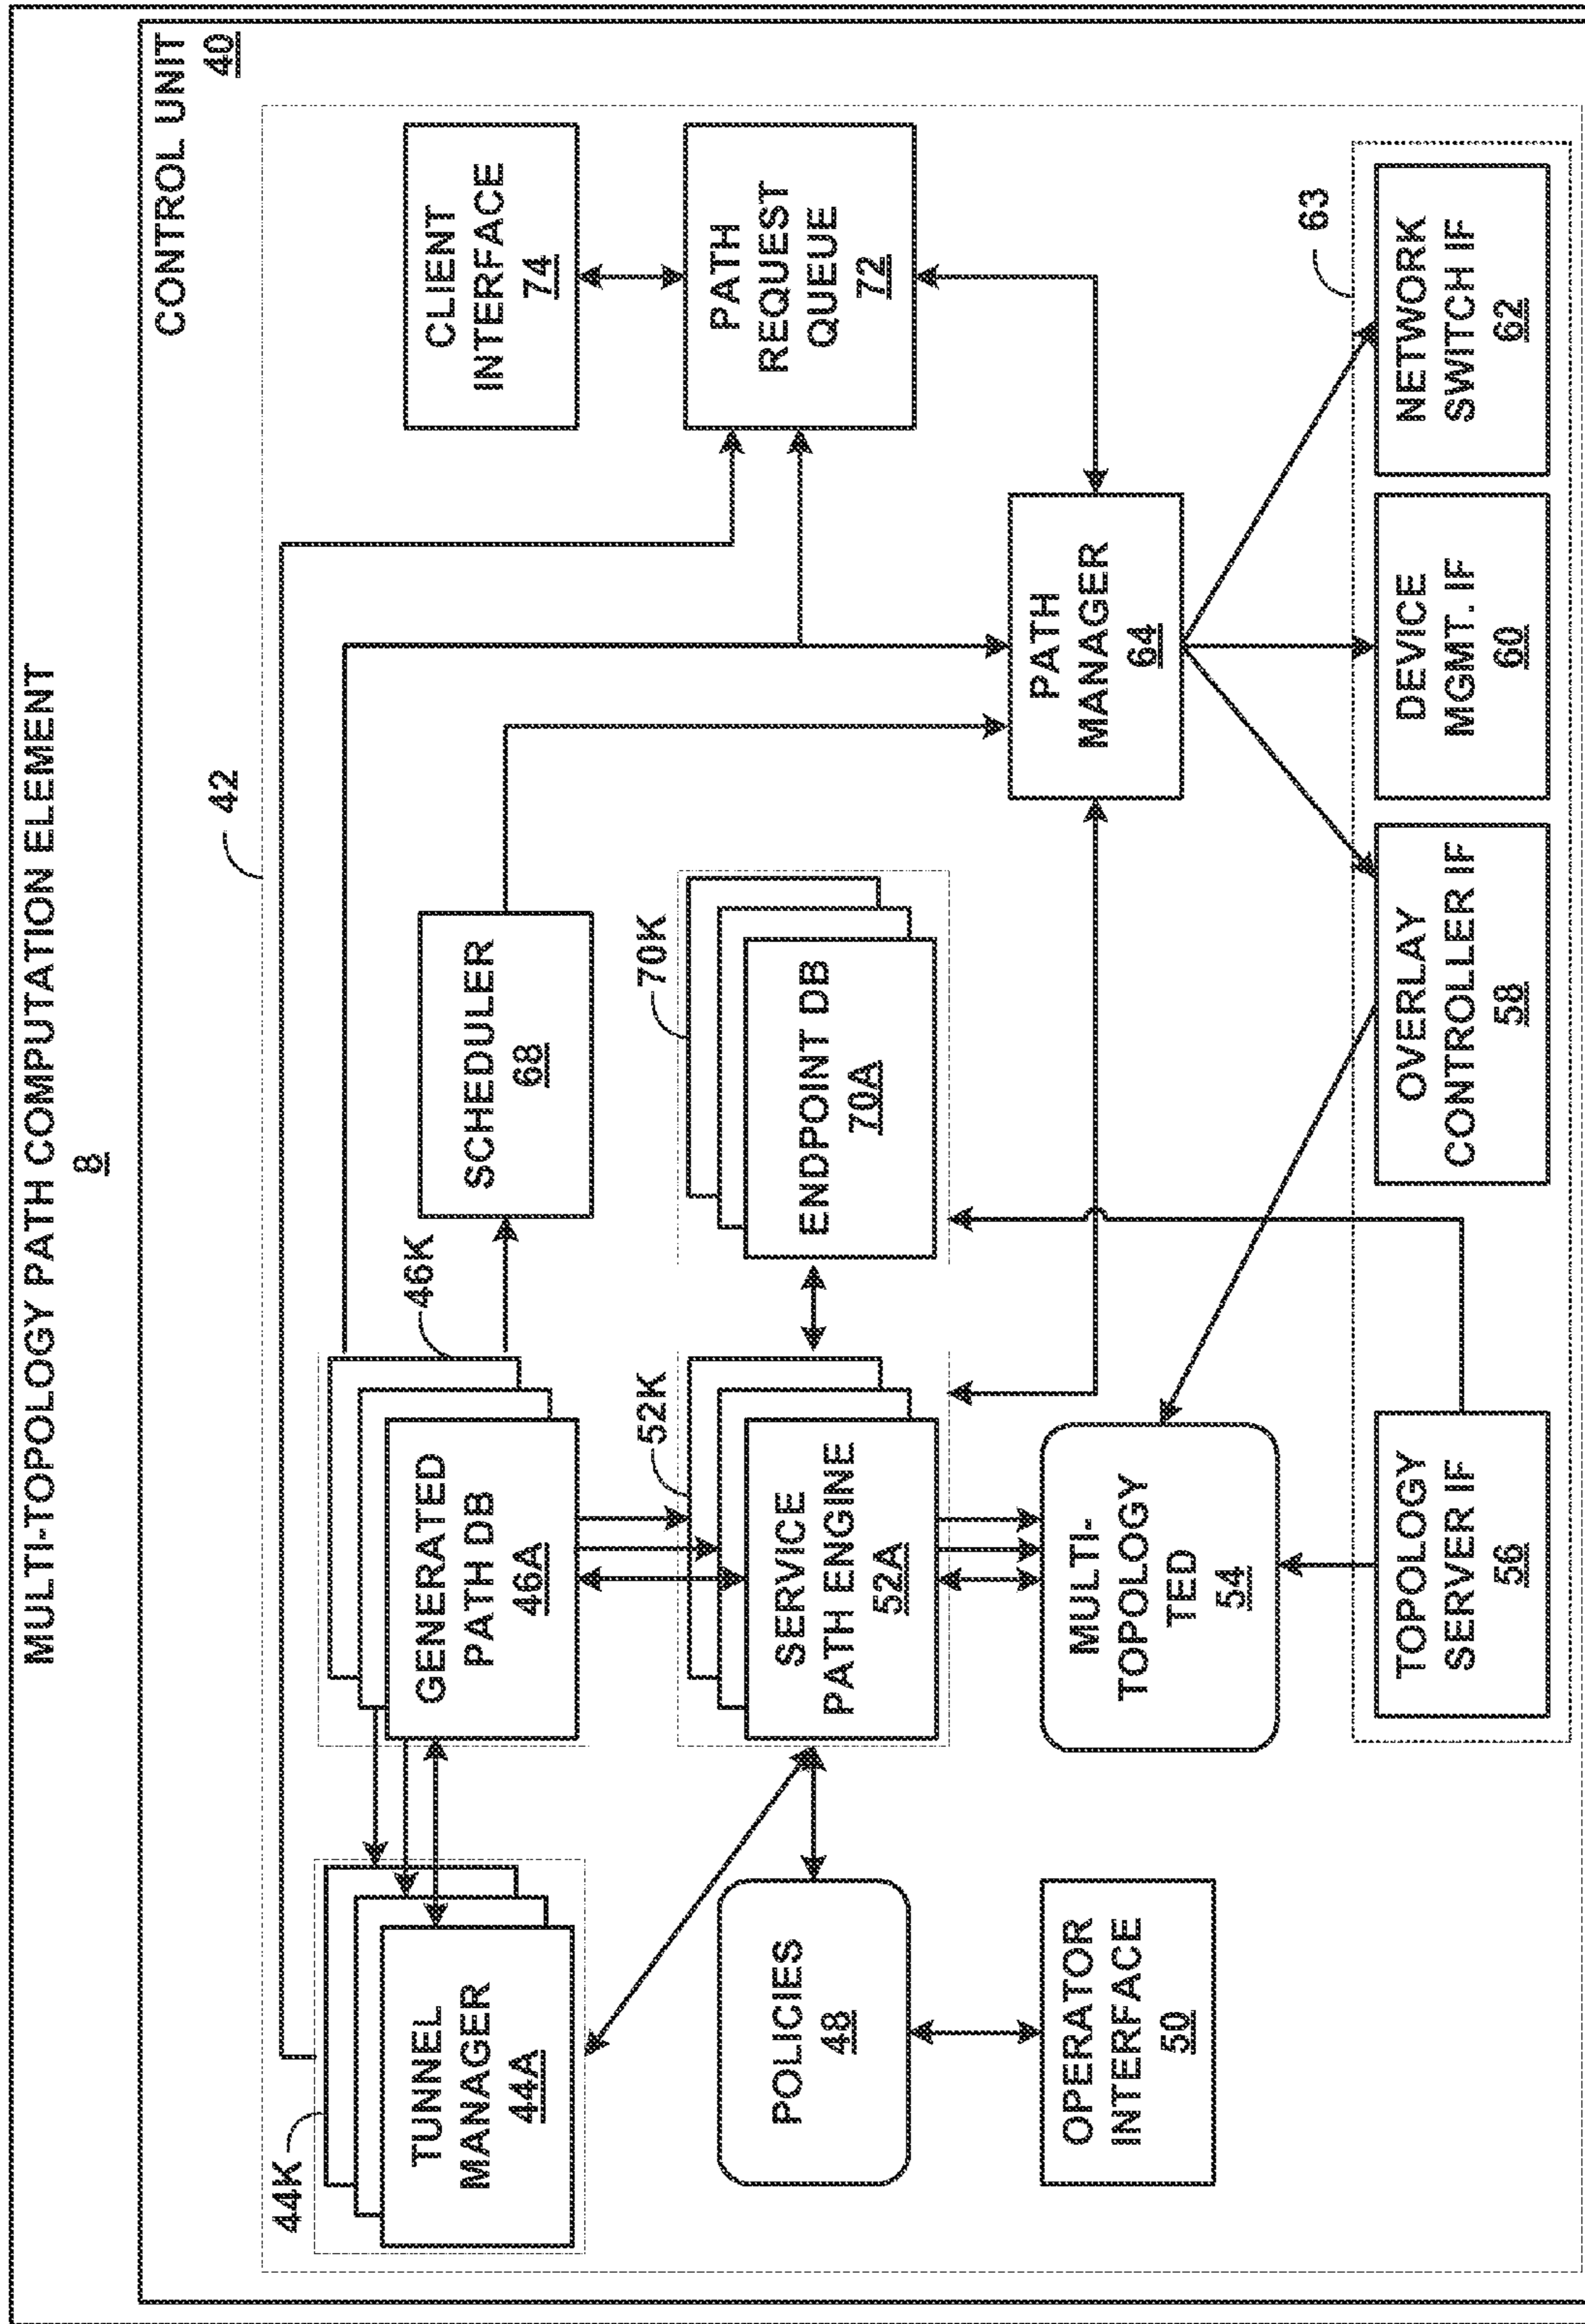 MULTI-TOPOLOGY PATH COMPUTATION ELEMENT
8
CONTROL UNIT
40
42
44K
TUNNEL
MANAGER
44A
46K
GENERATED
PATH DB
46A
SCHEDULER
68
CLIENT
INTERFACE
74
POLICIES
48
52K
SERVICE
PATH ENGINE
52A
70K
ENDPOINT DB
70A
PATH
REQUEST
QUEUE
72
OPERATOR
INTERFACE
50
MULTI-
TOPOLOGY
TED
54
PATH
MANAGER
64
63
TOPOLOGY
SERVER IF
56
OVERLAY
CONTROLLER IF
58
DEVICE
MGMT. IF
60
NETWORK
SWITCH IF
62